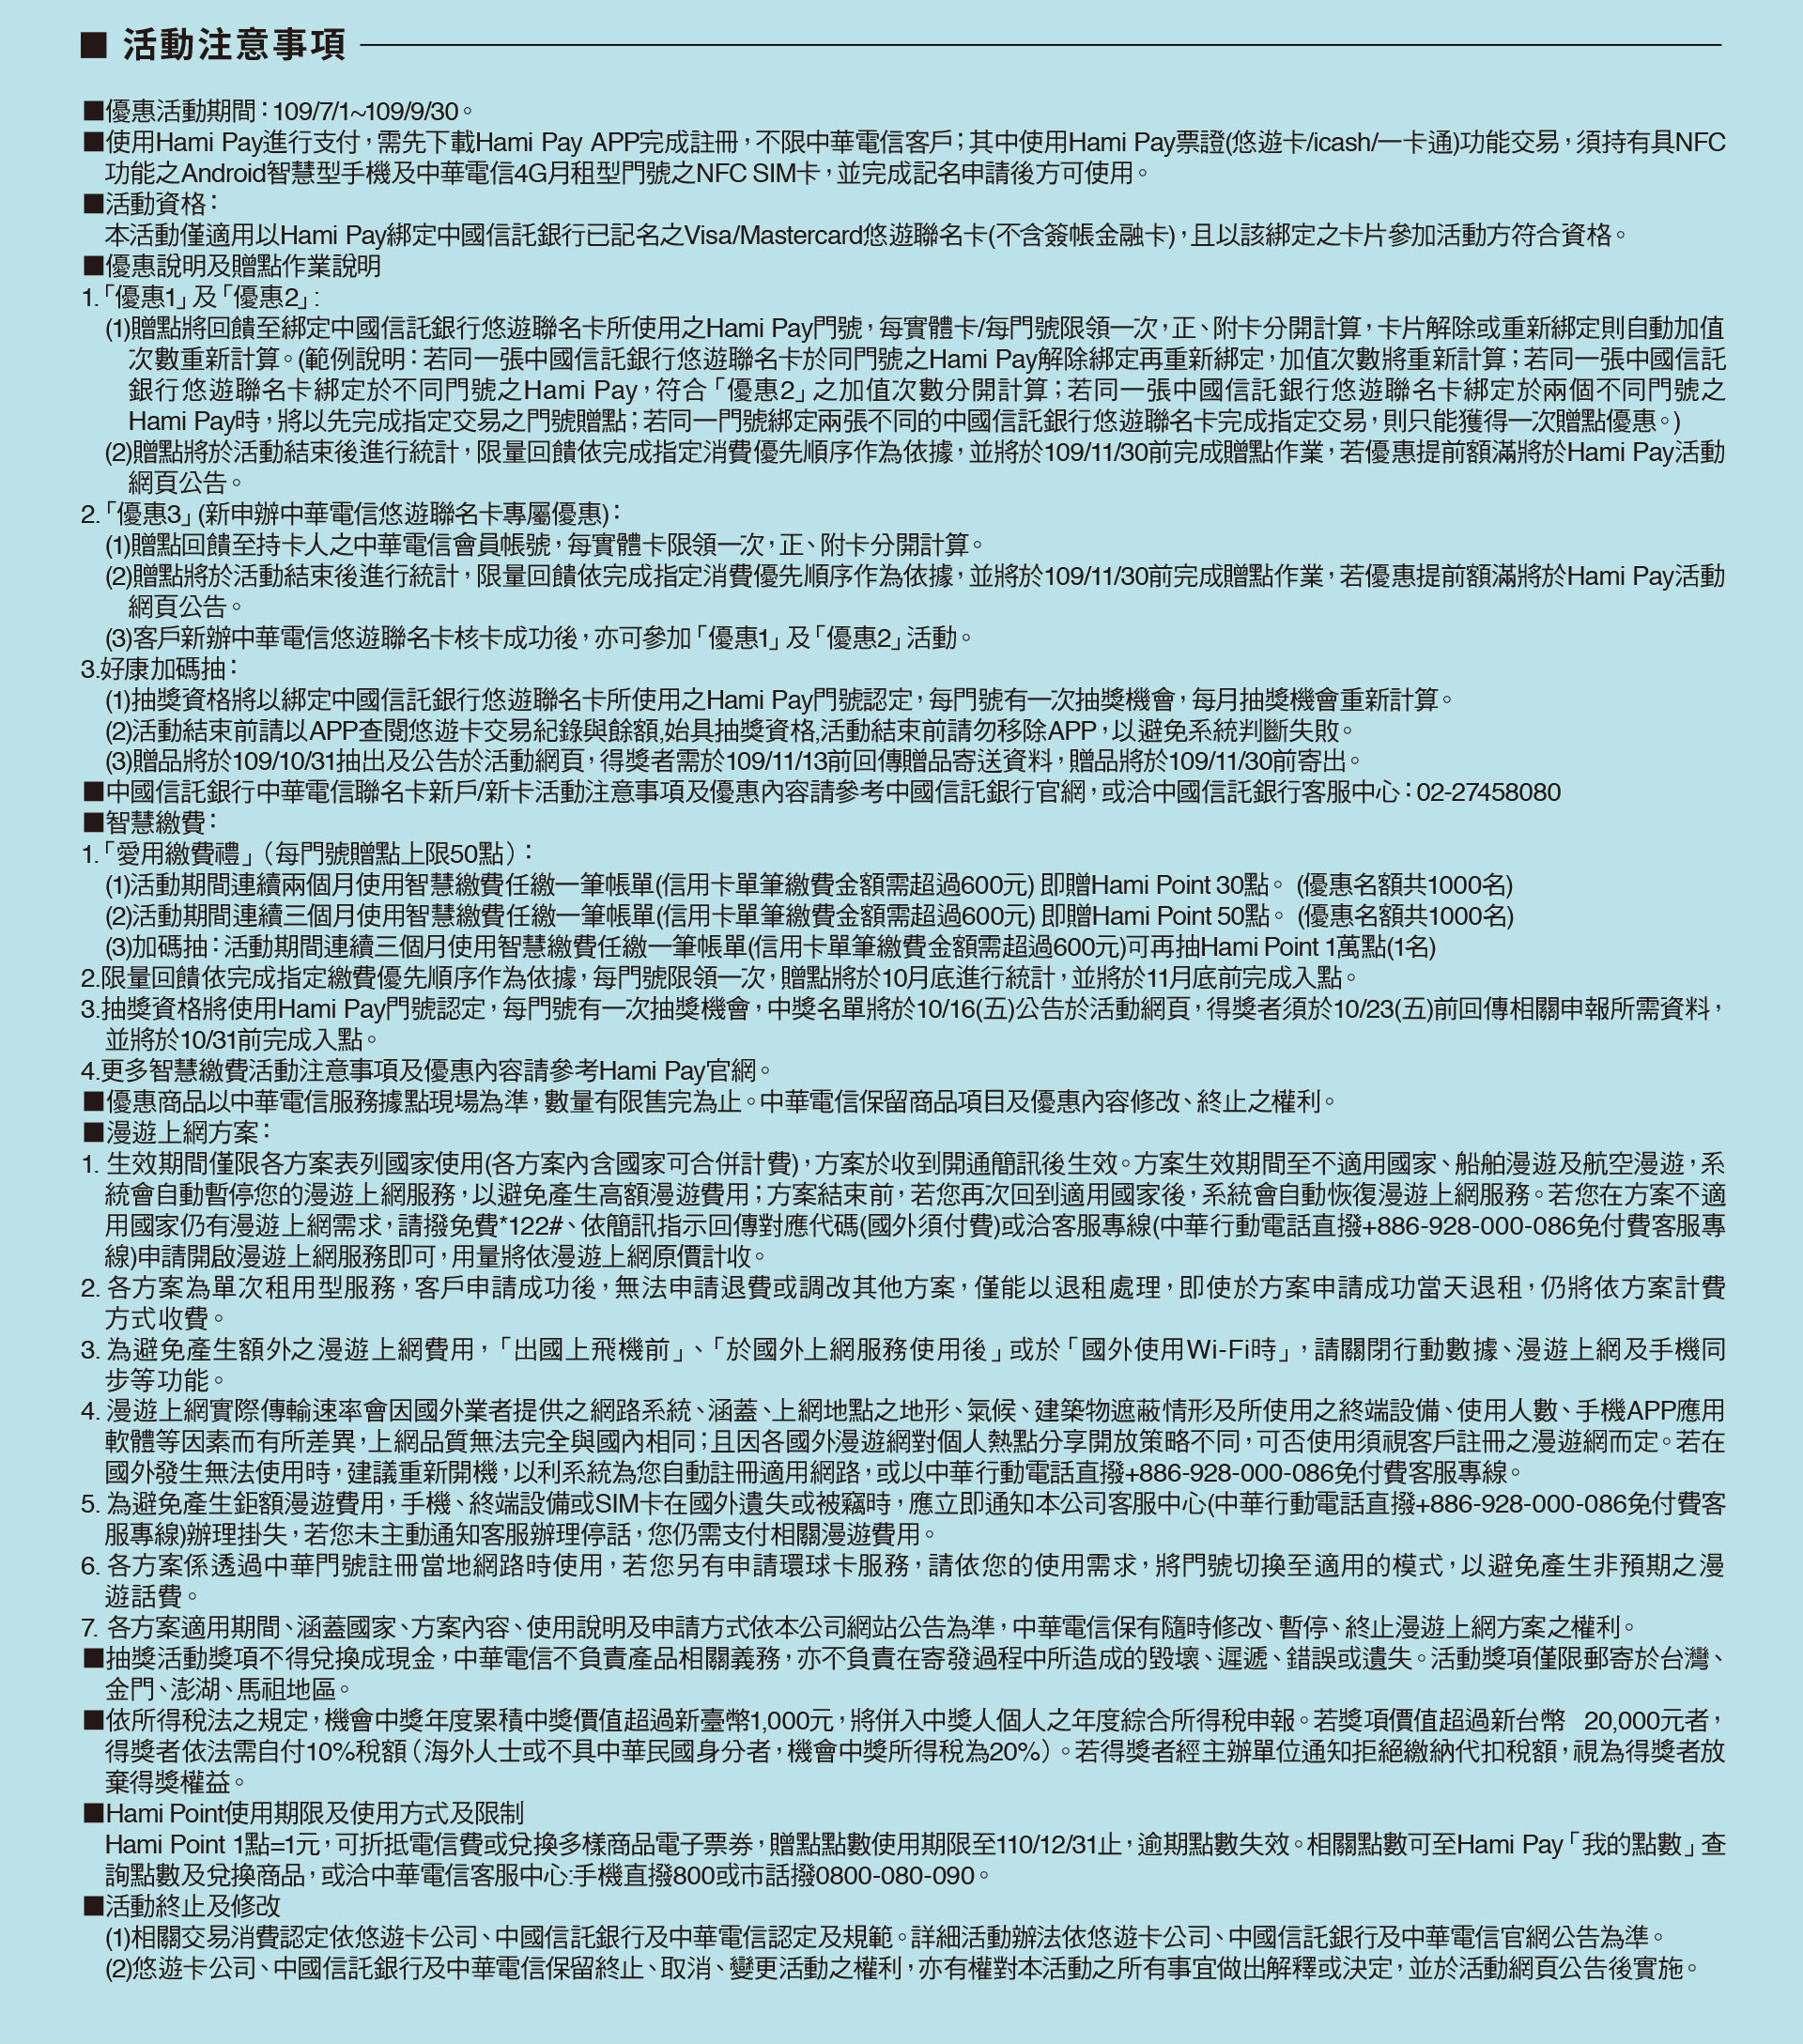 ■ 活動注意事項
■優惠活動期間：109/7/1~109/9/30。
■使用Hami Pay進行支付，需先下載Hami Pay APP完成註冊，不限中華電信客戶；其中使用Hami Pay票證(悠遊卡/icash/一卡通)功能交易，須持有具NFC
功能之Android智慧型手機及中華電信4G月租型門號之NFC SIM卡，並完成記名申請後方可使用。
■活動資格：
本活動僅適用以Hami Pay綁定中國信託銀行已記名之Visa/Mastercard悠遊聯名卡(不含簽帳金融卡)，且以該綁定之卡片參加活動方符合資格。
■優惠說明及贈點作業說明
1.「優惠1」及「優惠2」:
(1)贈點將回饋至綁定中國信託銀行悠遊聯名卡所使用之Hami Pay門號，每實體卡/每門號限領一次，正、附卡分開計算，卡片解除或重新綁定則自動加值
次數重新計算。(範例說明：若同一張中國信託銀行悠遊聯名卡於同門號之Hami Pay解除綁定再重新綁定，加值次數將重新計算；若同一張中國信託
銀行悠遊聯名卡綁定於不同門號之Hami Pay，符合「優惠2」之加值次數分開計算；若同一張中國信託銀行悠遊聯名卡綁定於兩個不同門號之
Hami Pay時，將以先完成指定交易之門號贈點；若同一門號綁定兩張不同的中國信託銀行悠遊聯名卡完成指定交易，則只能獲得一次贈點優惠。)
(2)贈點將於活動結束後進行統計，限量回饋依完成指定消費優先順序作為依據，並將於109/11/30前完成贈點作業，若優惠提前額滿將於Hami Pay活動
網頁公告。
2.「優惠3」(新申辦中華電信悠遊聯名卡專屬優惠)：
(1)贈點回饋至持卡人之中華電信會員帳號，每實體卡限領一次，正、附卡分開計算。
(2)贈點將於活動結束後進行統計，限量回饋依完成指定消費優先順序作為依據，並將於109/11/30前完成贈點作業，若優惠提前額滿將於Hami Pay活動
網頁公告。
(3)客戶新辦中華電信悠遊聯名卡核卡成功後，亦可參加「優惠1」及「優惠2」活動。
3.好康加碼抽：
(1)抽獎資格將以綁定中國信託銀行悠遊聯名卡所使用之Hami Pay門號認定，每門號有一次抽獎機會，每月抽獎機會重新計算。
(2)活動結束前請以APP查閱悠遊卡交易紀錄與餘額,始具抽獎資格,活動結束前請勿移除APP，以避免系統判斷失敗。
(3)贈品將於109/10/31抽出及公告於活動網頁，得獎者需於109/11/13前回傳贈品寄送資料，贈品將於109/11/30前寄出。
■中國信託銀行中華電信聯名卡新戶/新卡活動注意事項及優惠內容請參考中國信託銀行官網，或洽中國信託銀行客服中心：02-27458080
■智慧繳費：
1.「愛用繳費禮」（每門號贈點上限50點）：
(1)活動期間連續兩個月使用智慧繳費任繳一筆帳單(信用卡單筆繳費金額需超過600元) 即贈Hami Point 30點。 (優惠名額共1000名)
(2)活動期間連續三個月使用智慧繳費任繳一筆帳單(信用卡單筆繳費金額需超過600元) 即贈Hami Point 50點。 (優惠名額共1000名)
(3)加碼抽：活動期間連續三個月使用智慧繳費任繳一筆帳單(信用卡單筆繳費金額需超過600元)可再抽Hami Point 1萬點(1名)
2.限量回饋依完成指定繳費優先順序作為依據，每門號限領一次，贈點將於10月底進行統計，並將於11月底前完成入點。
3.抽獎資格將使用Hami Pay門號認定，每門號有一次抽獎機會，中獎名單將於10/16(五)公告於活動網頁，得獎者須於10/23(五)前回傳相關申報所需資料，
並將於10/31前完成入點。
4.更多智慧繳費活動注意事項及優惠內容請參考Hami Pay官網。
■優惠商品以中華電信服務據點現場為準，數量有限售完為止。中華電信保留商品項目及優惠內容修改、終止之權利。
■漫遊上網方案：
1. 生效期間僅限各方案表列國家使用(各方案內含國家可合併計費)，方案於收到開通簡訊後生效。方案生效期間至不適用國家、船舶漫遊及航空漫遊，系
統會自動暫停您的漫遊上網服務，以避免產生高額漫遊費用；方案結束前，若您再次回到適用國家後，系統會自動恢復漫遊上網服務。若您在方案不適
用國家仍有漫遊上網需求，請撥免費*122#、依簡訊指示回傳對應代碼(國外須付費)或洽客服專線(中華行動電話直撥+886-928-000-086免付費客服專
線)申請開啟漫遊上網服務即可，用量將依漫遊上網原價計收。
2. 各方案為單次租用型服務，客戶申請成功後，無法申請退費或調改其他方案，僅能以退租處理，即使於方案申請成功當天退租，仍將依方案計費
方式收費。
3. 為避免產生額外之漫遊上網費用，「出國上飛機前」、「於國外上網服務使用後」或於「國外使用Wi-Fi時」，請關閉行動數據、漫遊上網及手機同
步等功能。
4. 漫遊上網實際傳輸速率會因國外業者提供之網路系統、涵蓋、上網地點之地形、氣候、建築物遮蔽情形及所使用之終端設備、使用人數、手機APP應用
軟體等因素而有所差異，上網品質無法完全與國內相同；且因各國外漫遊網對個人熱點分享開放策略不同，可否使用須視客戶註冊之漫遊網而定。若在
國外發生無法使用時，建議重新開機，以利系統為您自動註冊適用網路，或以中華行動電話直撥+886-928-000-086免付費客服專線。
5. 為避免產生鉅額漫遊費用，手機、終端設備或SIM卡在國外遺失或被竊時，應立即通知本公司客服中心(中華行動電話直撥+886-928-000-086免付費客
服專線)辦理掛失，若您未主動通知客服辦理停話，您仍需支付相關漫遊費用。
6. 各方案係透過中華門號註冊當地網路時使用，若您另有申請環球卡服務，請依您的使用需求，將門號切換至適用的模式，以避免產生非預期之漫
遊話費。
7. 各方案適用期間、涵蓋國家、方案內容、使用說明及申請方式依本公司網站公告為準，中華電信保有隨時修改、暫停、終止漫遊上網方案之權利。
■抽獎活動獎項不得兌換成現金，中華電信不負責產品相關義務，亦不負責在寄發過程中所造成的毀壞、遲遞、錯誤或遺失。活動獎項僅限郵寄於台灣、
金門、澎湖、馬祖地區。
■依所得稅法之規定，機會中獎年度累積中獎價值超過新臺幣1,000元，將併入中獎人個人之年度綜合所得稅申報。若獎項價值超過新台幣 20,000元者，
得獎者依法需自付10%稅額（海外人士或不具中華民國身分者，機會中獎所得稅為20%）。若得獎者經主辦單位通知拒絕繳納代扣稅額，視為得獎者放
棄得獎權益。
■Hami Point使用期限及使用方式及限制
Hami Point 1點=1元，可折抵電信費或兌換多樣商品電子票券，贈點點數使用期限至110/12/31止，逾期點數失效。相關點數可至Hami Pay「我的點數」查
詢點數及兌換商品，或洽中華電信客服中心:手機直撥800或市話撥0800-080-090。
■活動終止及修改
(1)相關交易消費認定依悠遊卡公司、中國信託銀行及中華電信認定及規範。詳細活動辦法依悠遊卡公司、中國信託銀行及中華電信官網公告為準。
(2)悠遊卡公司、中國信託銀行及中華電信保留終止、取消、變更活動之權利，亦有權對本活動之所有事宜做出解釋或決定，並於活動網頁公告後實施。